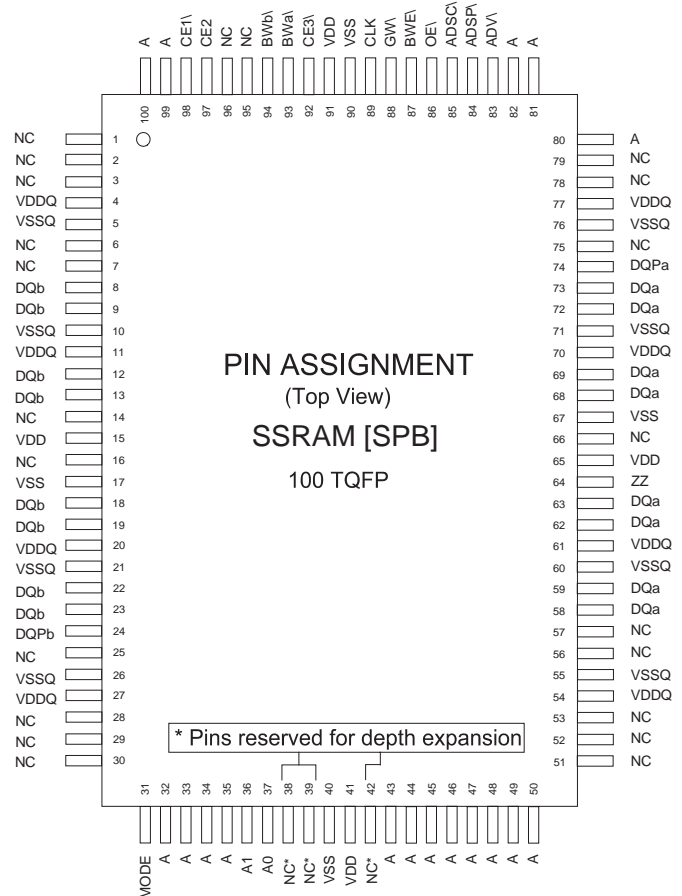 A A CE1\ CE2 NC NC BWb\ BWa\ CE3\ VDD VSS CLK GW\ BWE\ OE\ ADSC\ ADSP\ ADV\ A A
100 99 98 97 96 95 94 93 92 91 90 89 88 87 86 85 84 83 82 81
NC 1 80 A
NC 2 79 NC
NC 3 78 NC
VDDQ 4 77 VDDQ
VSSQ 5 76 VSSQ
NC 6 75 NC
NC 7 74 DQPa
DQb 8 73 DQa
DQb 9 72 DQa
VSSQ 10 71 VSSQ
VDDQ 11 70 VDDQ
DQb 12 69 DQa
DQb 13 68 DQa
NC 14 67 VSS
VDD 15 66 NC
NC 16 65 VDD
VSS 17 64 ZZ
DQb 18 63 DQa
DQb 19 62 DQa
VDDQ 20 61 VDDQ
VSSQ 21 60 VSSQ
DQb 22 59 DQa
DQb 23 58 DQa
DQPb 24 57 NC
NC 25 56 NC
VSSQ 26 55 VSSQ
VDDQ 27 54 VDDQ
NC 28 53 NC
NC 29 52 NC
NC 30 51 NC
PIN ASSIGNMENT
(Top View)
SSRAM [SPB]
100 TQFP
* Pins reserved for depth expansion
31 32 33 34 35 36 37 38 39 40 41 42 43 44 45 46 47 48 49 50
MODE A A A A A1 A0 NC* NC* VSS VDD NC* A A A A A A A A